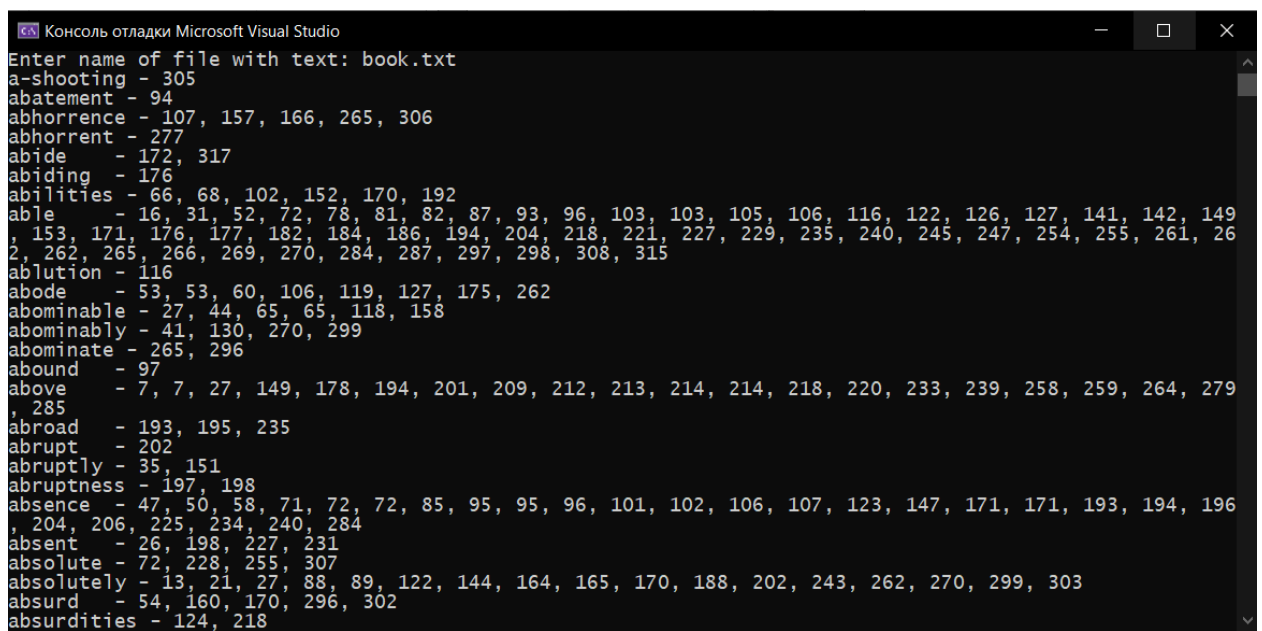 Консоль отладки Microsoft Visual Studio
Enter name of file with text: book.txt
a-shooting - 305
abatement - 94
abhorrence - 107, 157, 166, 265, 306
abhorrent - 277
abide    - 172, 317
abiding  - 176
abilities - 66, 68, 102, 152, 170, 192
able     - 16, 31, 52, 72, 78, 81, 82, 87, 93, 96, 103, 103, 105, 106, 116, 122, 126, 127, 141, 142, 149
, 153, 171, 176, 177, 182, 184, 186, 194, 204, 218, 221, 227, 229, 235, 240, 245, 247, 254, 255, 261, 26
2, 262, 265, 266, 269, 270, 284, 287, 297, 298, 308, 315
ablution - 116
abode    - 53, 53, 60, 106, 119, 127, 175, 262
abominable - 27, 44, 65, 65, 118, 158
abominably - 41, 130, 270, 299
abominate - 265, 296
abound   - 97
above    - 7, 7, 27, 149, 178, 194, 201, 209, 212, 213, 214, 214, 218, 220, 233, 239, 258, 259, 264, 279
, 285
abroad   - 193, 195, 235
abrupt   - 202
abruptly - 35, 151
abruptness - 197, 198
absence  - 47, 50, 58, 71, 72, 72, 85, 95, 95, 96, 101, 102, 106, 107, 123, 147, 171, 171, 193, 194, 196
, 204, 206, 225, 234, 240, 284
absent   - 26, 198, 227, 231
absolute - 72, 228, 255, 307
absolutely - 13, 21, 27, 88, 89, 122, 144, 164, 165, 170, 188, 202, 243, 262, 270, 299, 303
absurd   - 54, 160, 170, 296, 302
absurdities - 124, 218